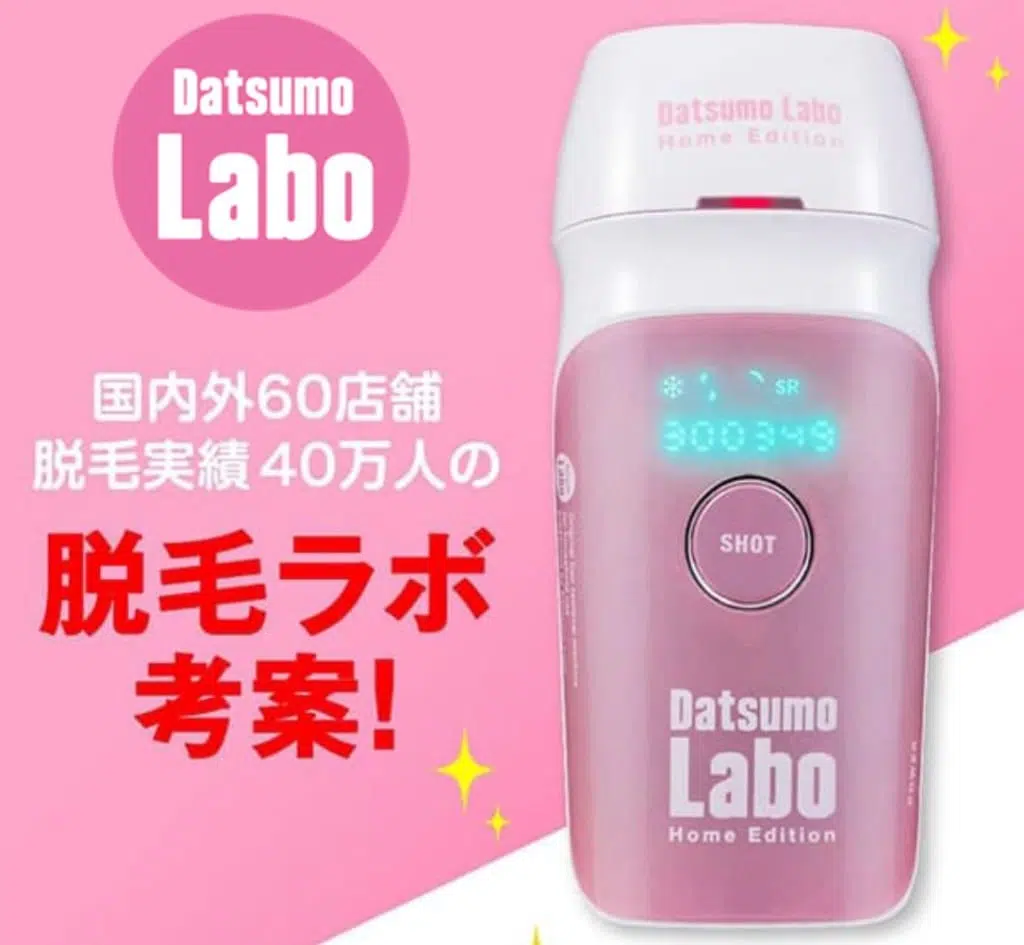 Datsumo
Labo
国内外60店舗
脱毛実績40万人の
脱毛ラボ
考案!
Datsumo Labo
Home Edition
SR
300349
SHOT
Datsumo
Labo
Home Edition